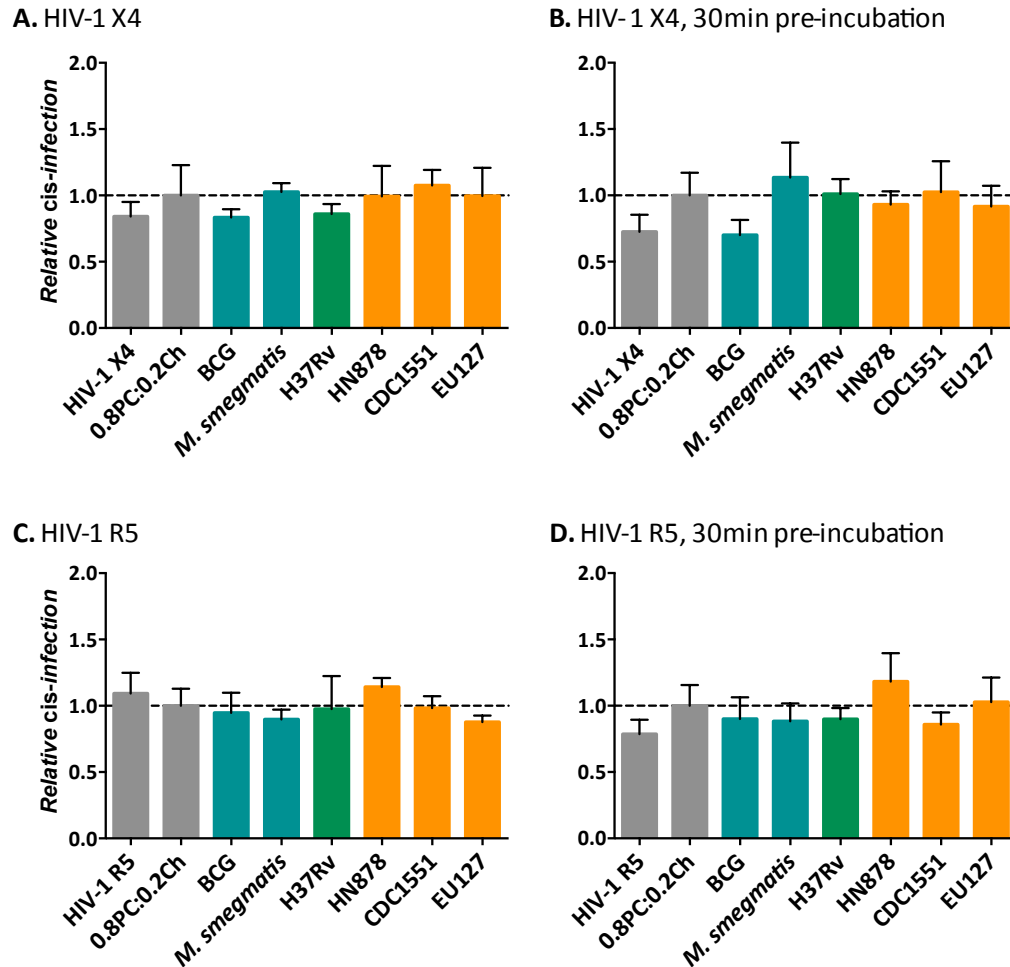 A. HIV-1 X4
Relative cis-infection
2.0
1.5
1.0
0.5
0.0
HIV-1 X4
0.8PC:0.2Ch
BCG
M. smegmatis
H37Rv
HN878
CDC1551
EU127
B. HIV- 1 X4, 30min pre-incubation
2.0
1.5
1.0
0.5
0.0
HIV-1 X4
0.8PC:0.2Ch
BCG
M. smegmatis
H37Rv
HN878
CDC1551
EU127
C. HIV-1 R5
Relative cis-infection
2.0
1.5
1.0
0.5
0.0
HIV-1 R5
0.8PC:0.2Ch
BCG
M. smegmatis
H37Rv
HN878
CDC1551
EU127
D. HIV-1 R5, 30min pre-incubation
2.0
1.5
1.0
0.5
0.0
HIV-1 R5
0.8PC:0.2Ch
BCG
M. smegmatis
H37Rv
HN878
CDC1551
EU127